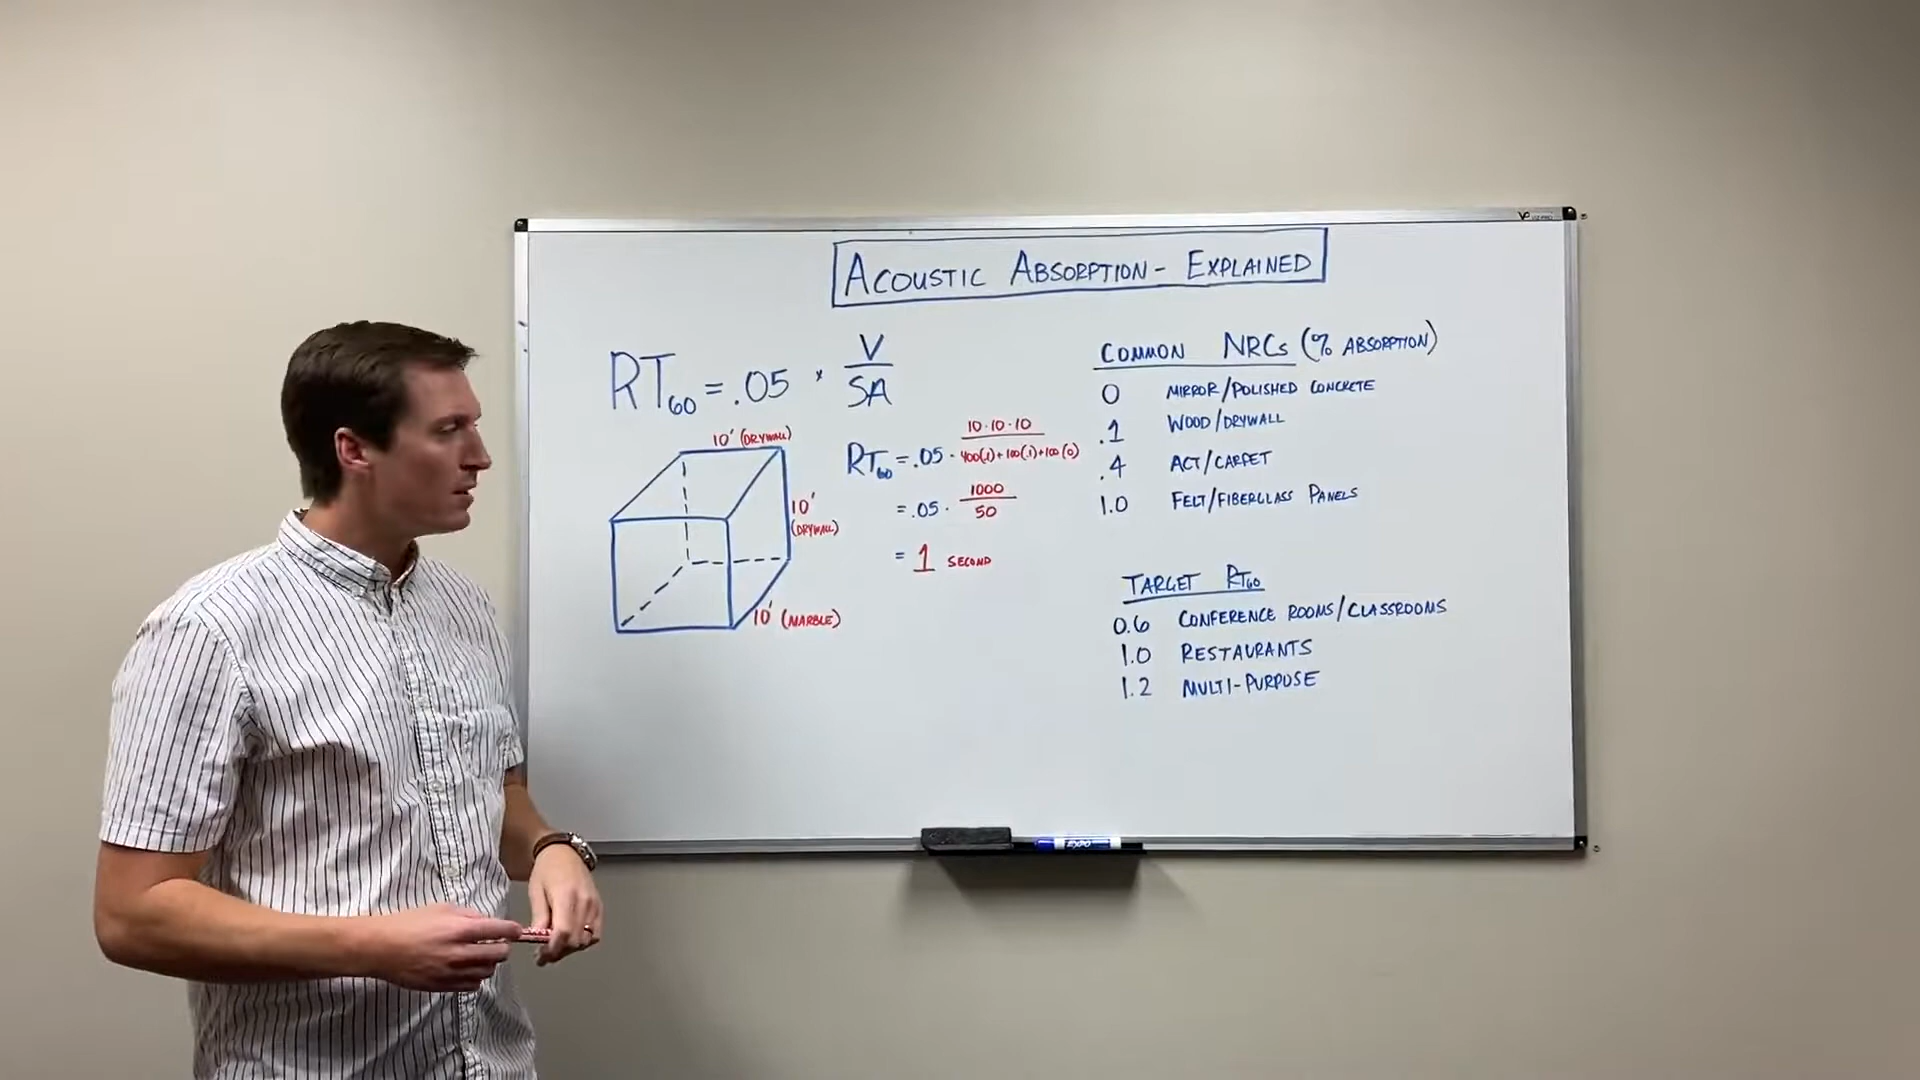 ACOUSTIC ABSORPTION - EXPLAINED
RT60 = .05 * V/SA
10' (DRYWALL)
10'
(DRYWALL)
10' (MARBLE)
RT60 = .05 · 10·10·10 / 400(.1)+100(.1)+100(0)
= .05 · 1000/50
= 1 SECOND
COMMON NRCs (% ABSORPTION)
0 MIRROR/POLISHED CONCRETE
.1 WOOD/DRYWALL
.4 ACT/CARPET
1.0 FELT/FIBERGLASS PANELS
TARGET RT60
0.6 CONFERENCE ROOMS/CLASSROOMS
1.0 RESTAURANTS
1.2 MULTI-PURPOSE
EXPO